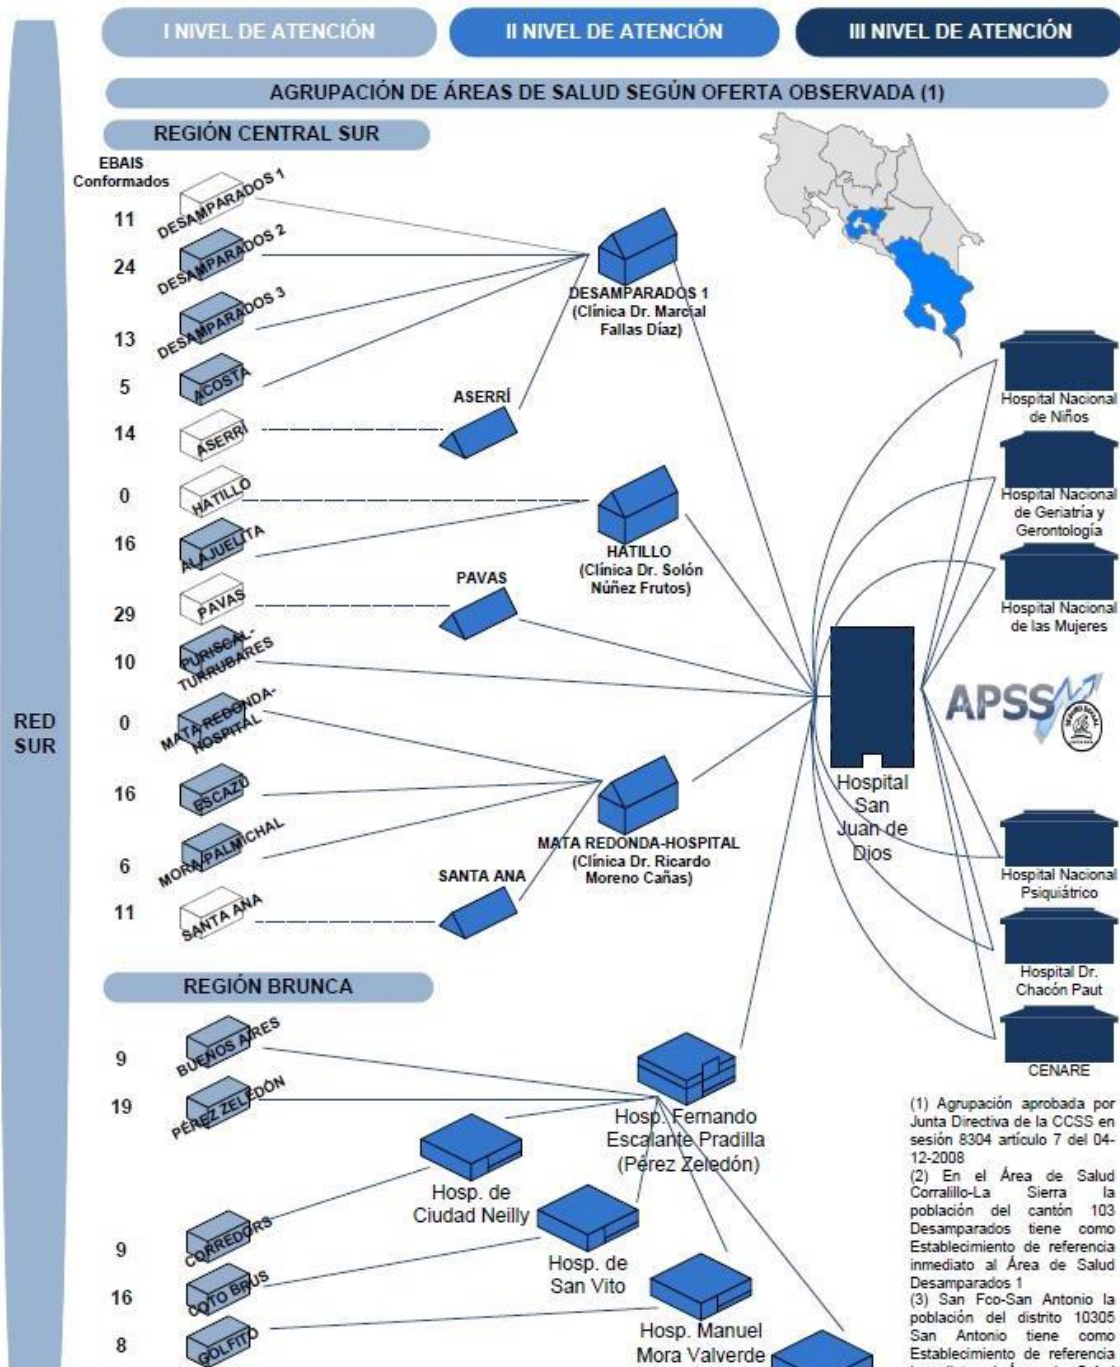 I NIVEL DE ATENCIÓN
II NIVEL DE ATENCIÓN
III NIVEL DE ATENCIÓN
AGRUPACIÓN DE ÁREAS DE SALUD SEGÚN OFERTA OBSERVADA (1)
REGIÓN CENTRAL SUR
EBAIS
Conformados
11
DESAMPARADOS 1
24
DESAMPARADOS 2
13
DESAMPARADOS 3
5
ACOSTA
14
ASERRÍ
0
HATILLO
16
ALAJUELITA
29
PAVAS
10
PURISCAL-
TURRUBARES
0
MATA REDONDA-
HOSPITAL
16
ESCAZÚ
6
MORA-PALMICHAL
11
SANTA ANA
RED
SUR
DESAMPARADOS 1
(Clínica Dr. Marcial
Fallas Díaz)
ASERRÍ
HATILLO
(Clínica Dr. Solón
Núñez Frutos)
PAVAS
MATA REDONDA-HOSPITAL
(Clínica Dr. Ricardo
Moreno Cañas)
SANTA ANA
Hospital Nacional
de Niños
Hospital Nacional
de Geriatría y
Gerontología
Hospital Nacional
de las Mujeres
APSS
Hospital
San
Juan de
Dios
Hospital Nacional
Psiquiátrico
Hospital Dr.
Chacón Paut
CENARE
REGIÓN BRUNCA
9
BUENOS AIRES
19
PÉREZ ZELEDÓN
9
CORREDORS
16
COTO BRUS
8
GOLFITO
Hosp. Fernando
Escalante Pradilla
(Pérez Zeledón)
Hosp. de
Ciudad Neilly
Hosp. de
San Vito
Hosp. Manuel
Mora Valverde
(1) Agrupación aprobada por
Junta Directiva de la CCSS en
sesión 8304 artículo 7 del 04-
12-2008
(2) En el Área de Salud
Corralillo-La Sierra la
población del cantón 103
Desamparados tiene como
Establecimiento de referencia
inmediato al Área de Salud
Desamparados 1
(3) San Fco-San Antonio la
población del distrito 10305
San Antonio tiene como
Establecimiento de referencia